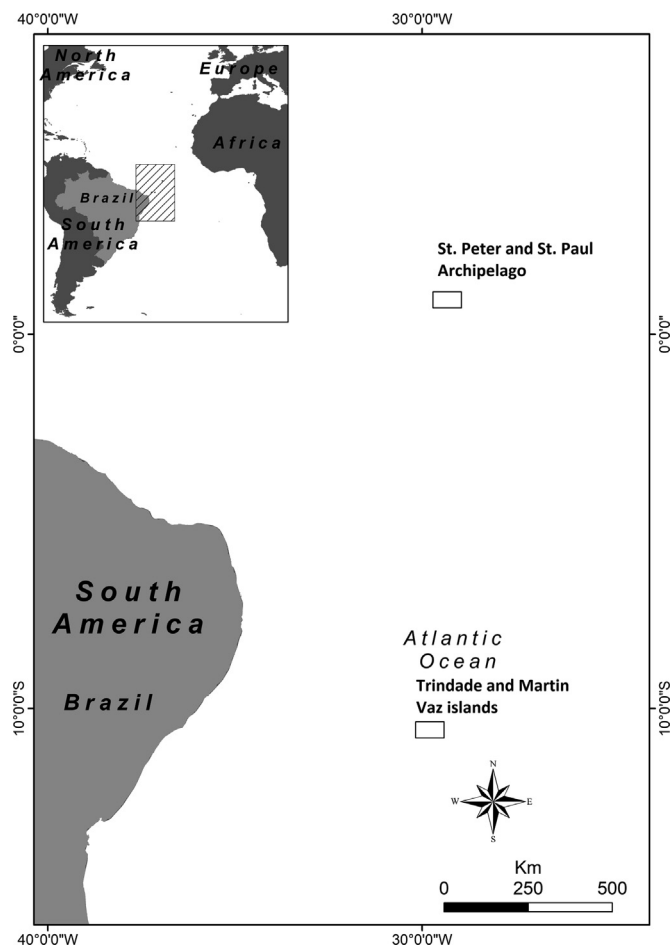 40°0'0"W
30°0'0"W
North
America
Europe
Africa
Brazil
South
America
St. Peter and St. Paul
Archipelago
0°0'0"
0°0'0"
South
America
Brazil
Atlantic
Ocean
Trindade and Martin
Vaz islands
10°0'0"S
10°0'0"S
N
W
E
S
Km
0 250 500
40°0'0"W
30°0'0"W